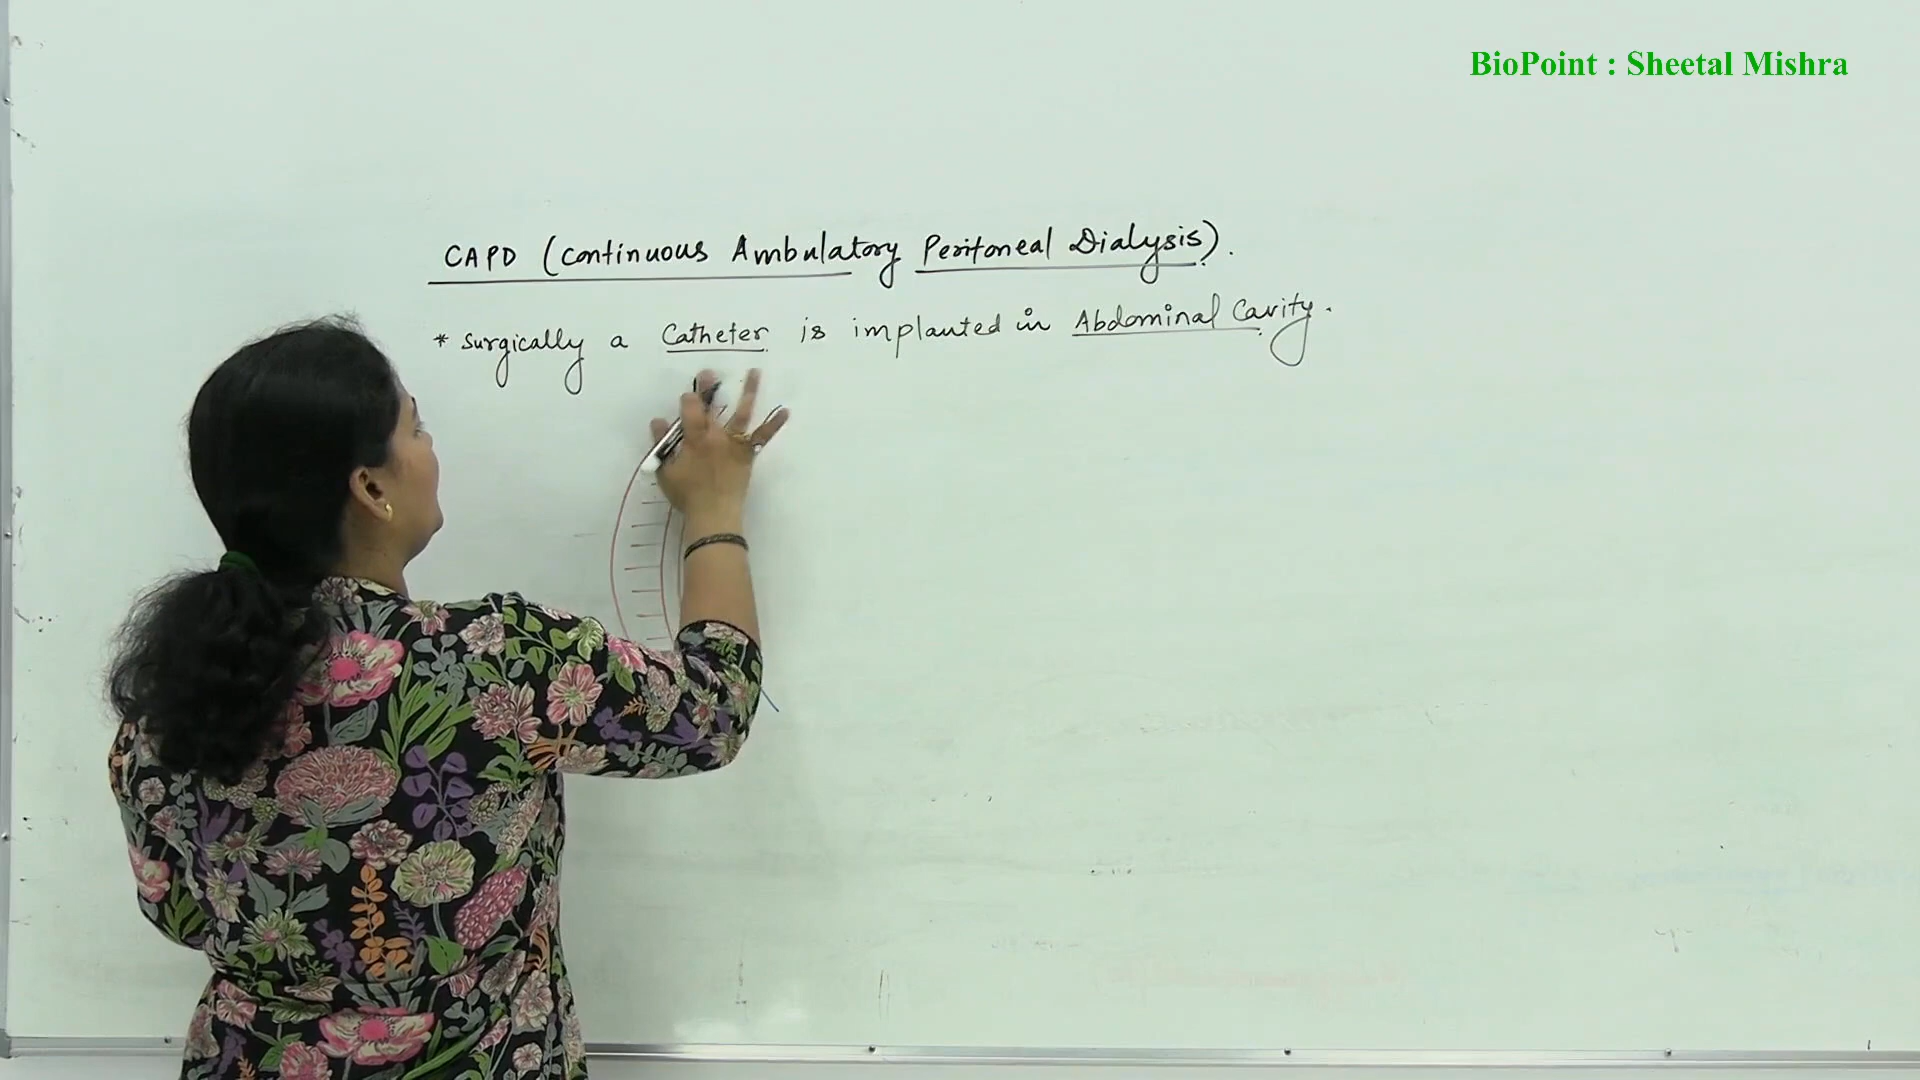 BioPoint : Sheetal Mishra
CAPD (Continuous Ambulatory Peritoneal Dialysis).
* Surgically a Catheter is implanted in Abdominal Cavity.